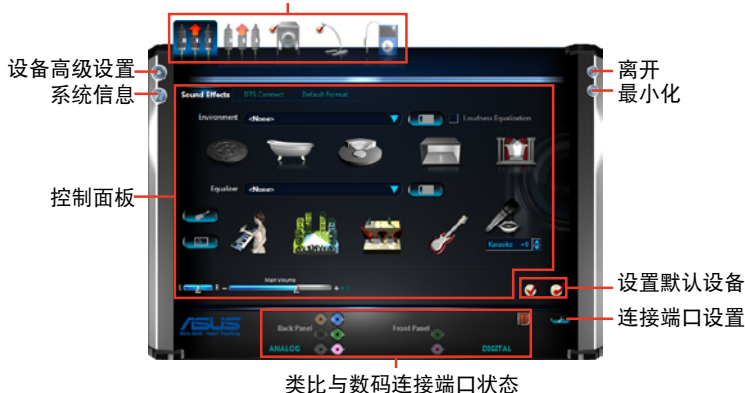 设备高级设置
系统信息
离开
最小化
Sound Effects DTS Connect Default Format
Environment <None> Loudness Equalization
控制面板
Equalizer <None>
Karaoke +0
Main Volume
L R - +
设置默认设备
连接端口设置
ASUS
Back Panel Front Panel
ANALOG DIGITAL
类比与数码连接端口状态